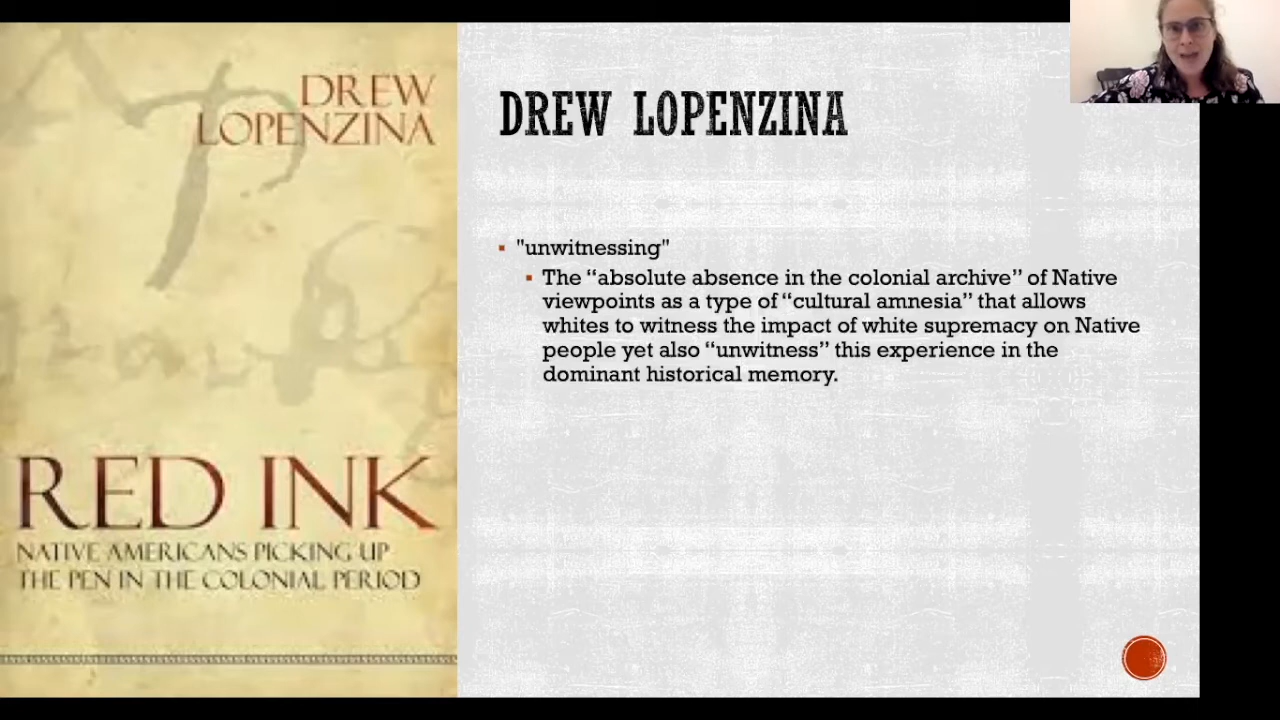 DREW
LOPENZINA
RED INK
NATIVE AMERICANS PICKING UP
THE PEN IN THE COLONIAL PERIOD
DREW LOPENZINA
"unwitnessing"
The “absolute absence in the colonial archive” of Native
viewpoints as a type of “cultural amnesia” that allows
whites to witness the impact of white supremacy on Native
people yet also “unwitness” this experience in the
dominant historical memory.